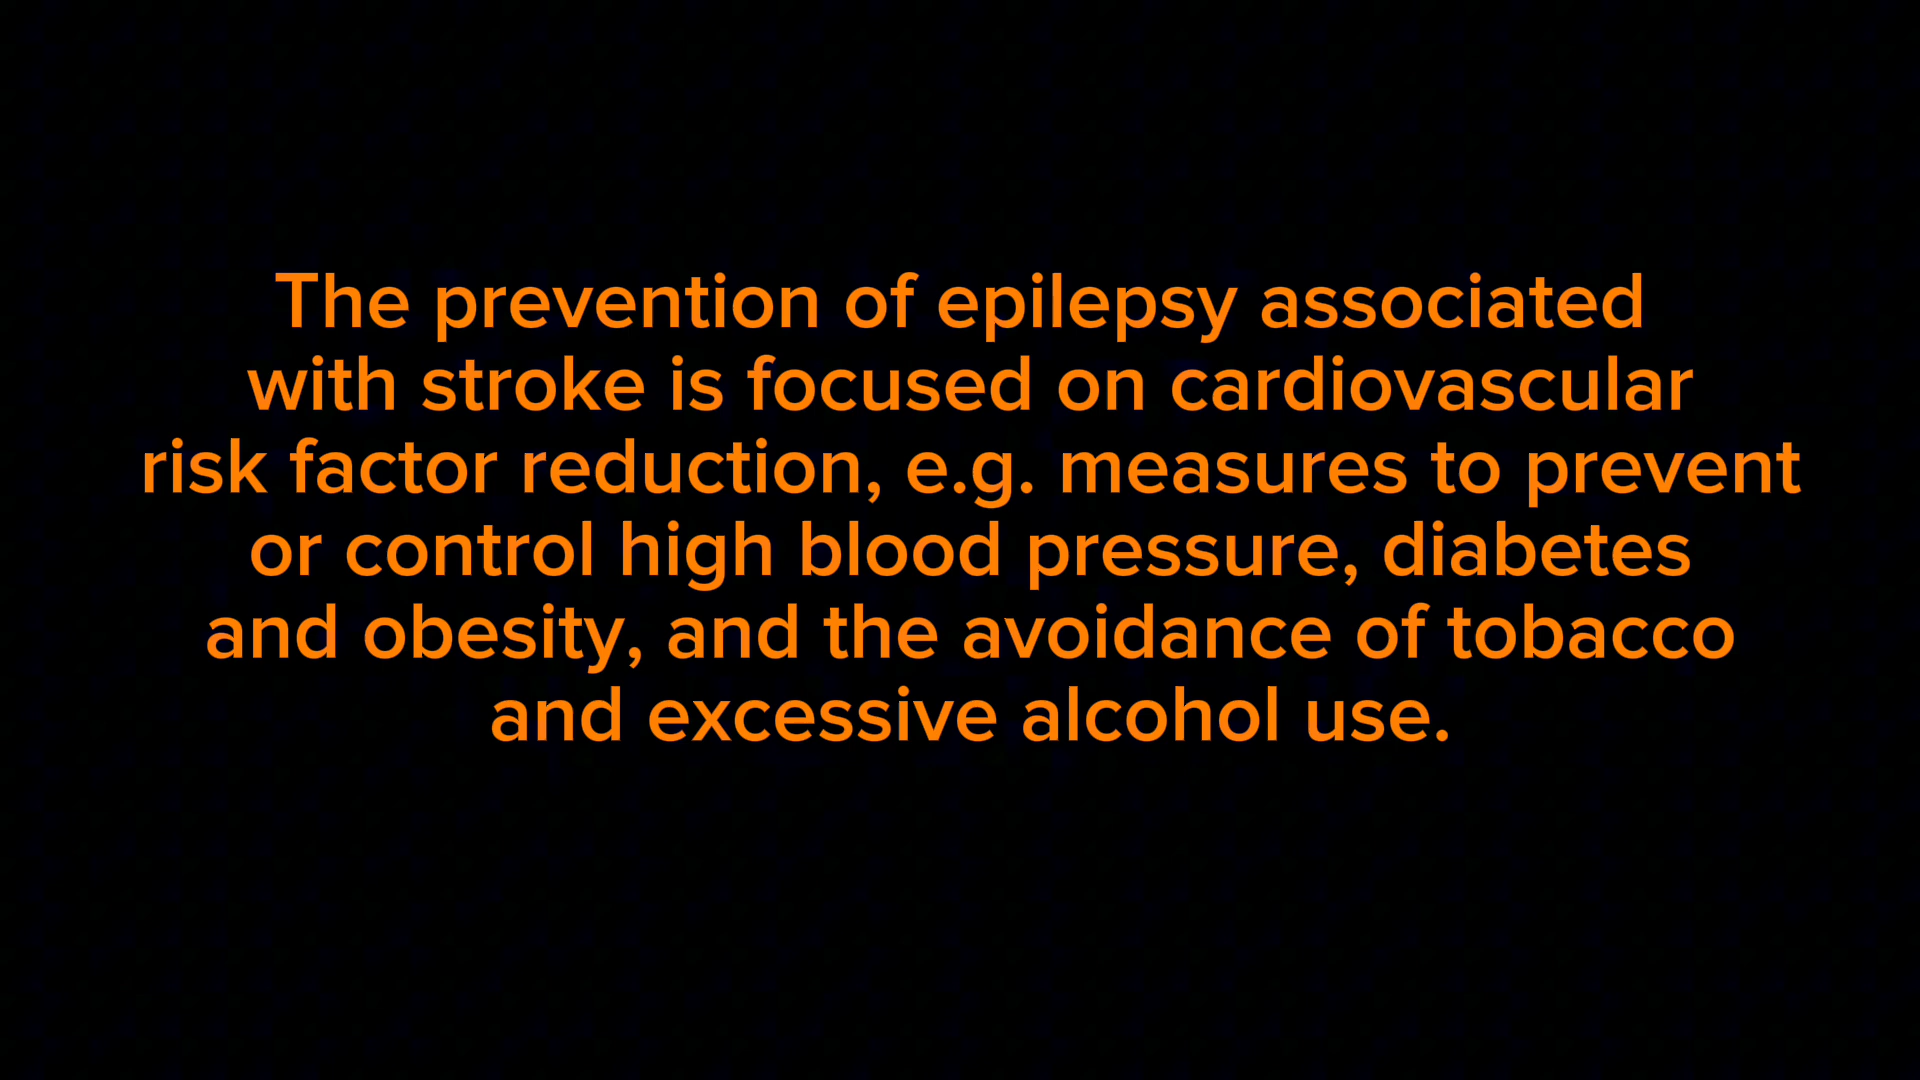 The prevention of epilepsy associated
with stroke is focused on cardiovascular
risk factor reduction, e.g. measures to prevent
or control high blood pressure, diabetes
and obesity, and the avoidance of tobacco
and excessive alcohol use.